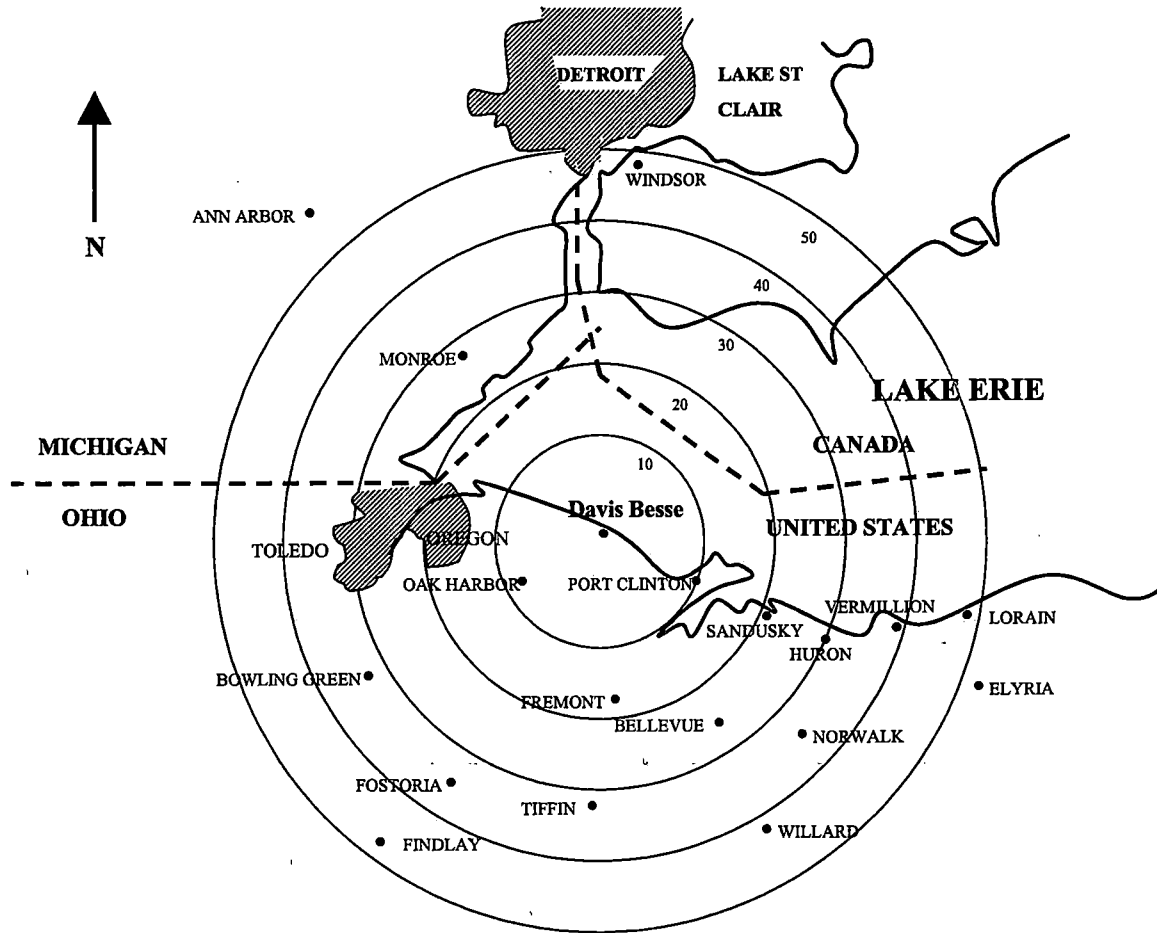 DETROIT
LAKE ST
CLAIR
WINDSOR
ANN ARBOR
N
50
40
30
MONROE
20
LAKE ERIE
MICHIGAN
CANADA
10
OHIO
Davis Besse
UNITED STATES
TOLEDO
OREGON
OAK HARBOR
PORT CLINTON
VERMILLION
LORAIN
SANDUSKY
HURON
BOWLING GREEN
ELYRIA
FREMONT
BELLEVUE
NORWALK
FOSTORIA
TIFFIN
WILLARD
FINDLAY